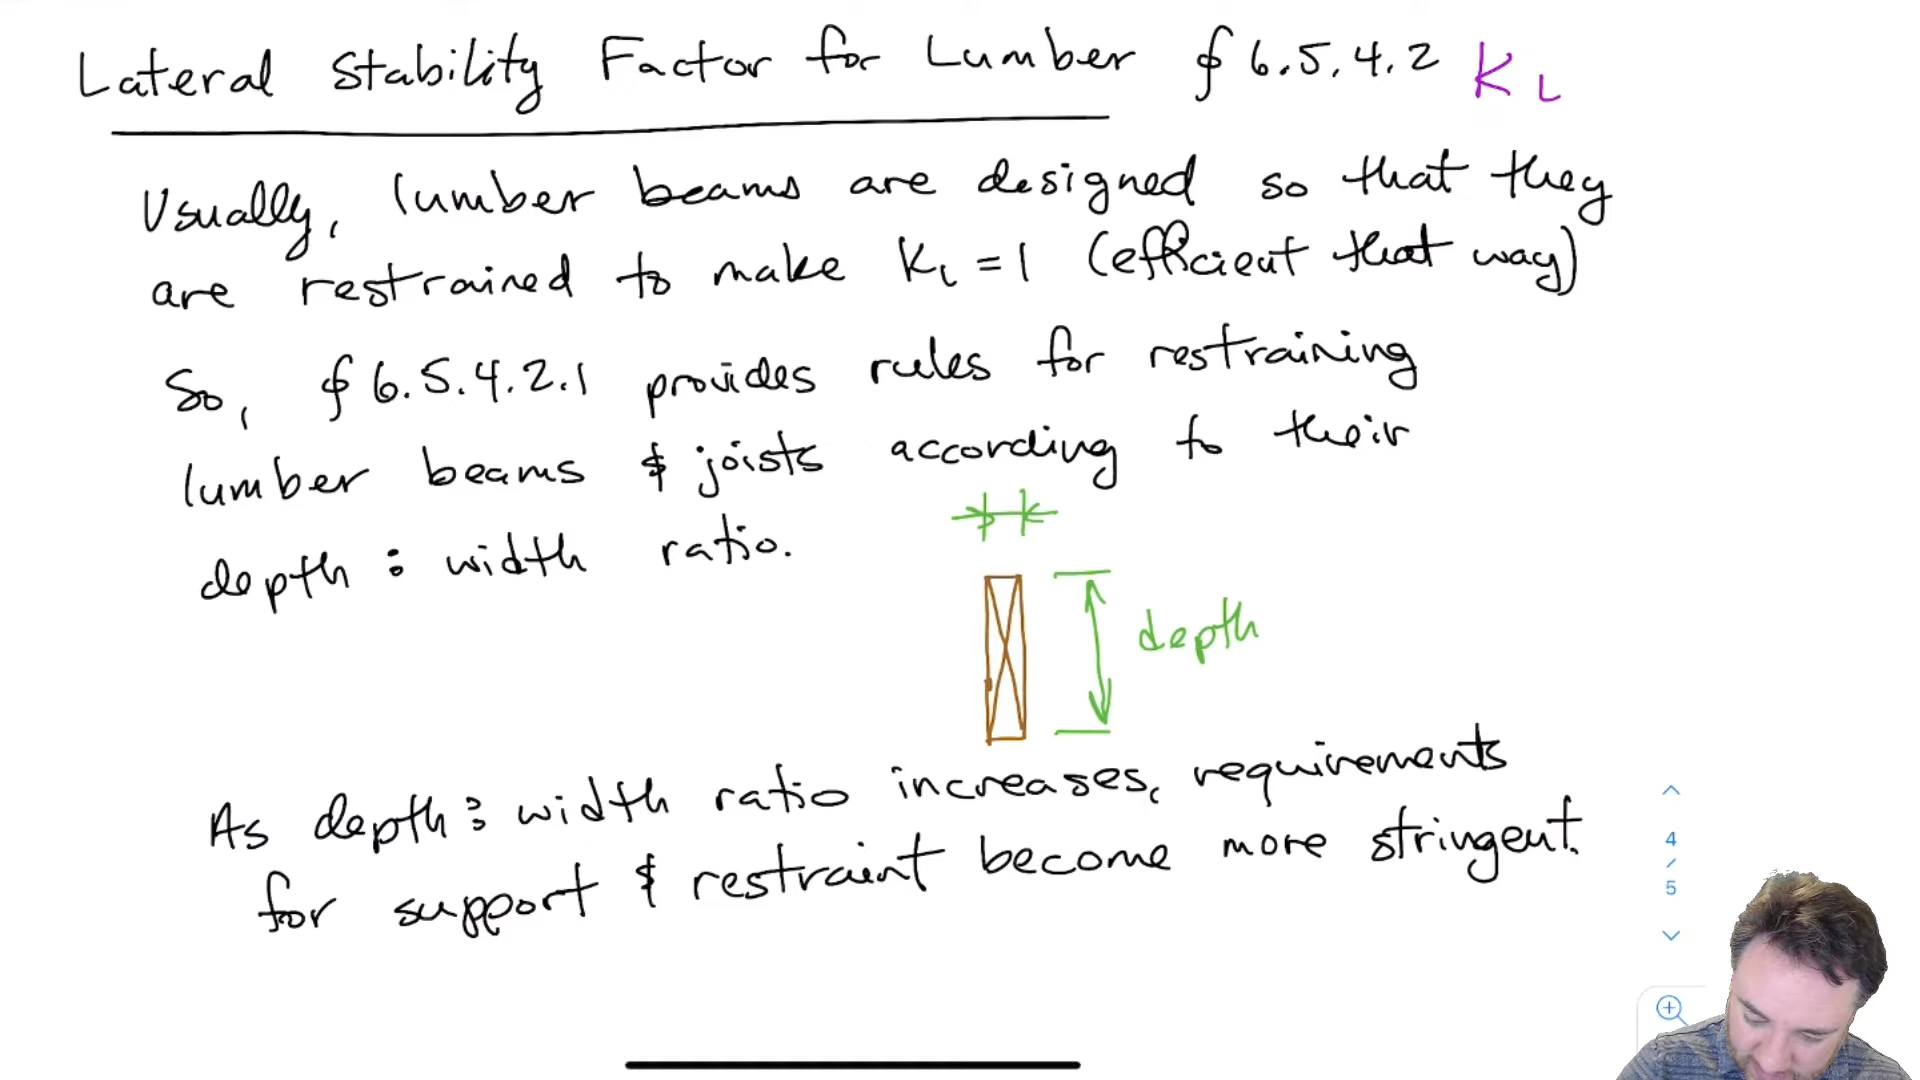 Lateral Stability Factor for Lumber § 6.5.4.2 KL
Usually, lumber beams are designed so that they
are restrained to make KL = 1 (efficient that way)
So, § 6.5.4.2.1 provides rules for restraining
lumber beams & joists according to their
depth : width ratio.
depth
As depth : width ratio increases, requirements
for support & restraint become more stringent.
4
/
5